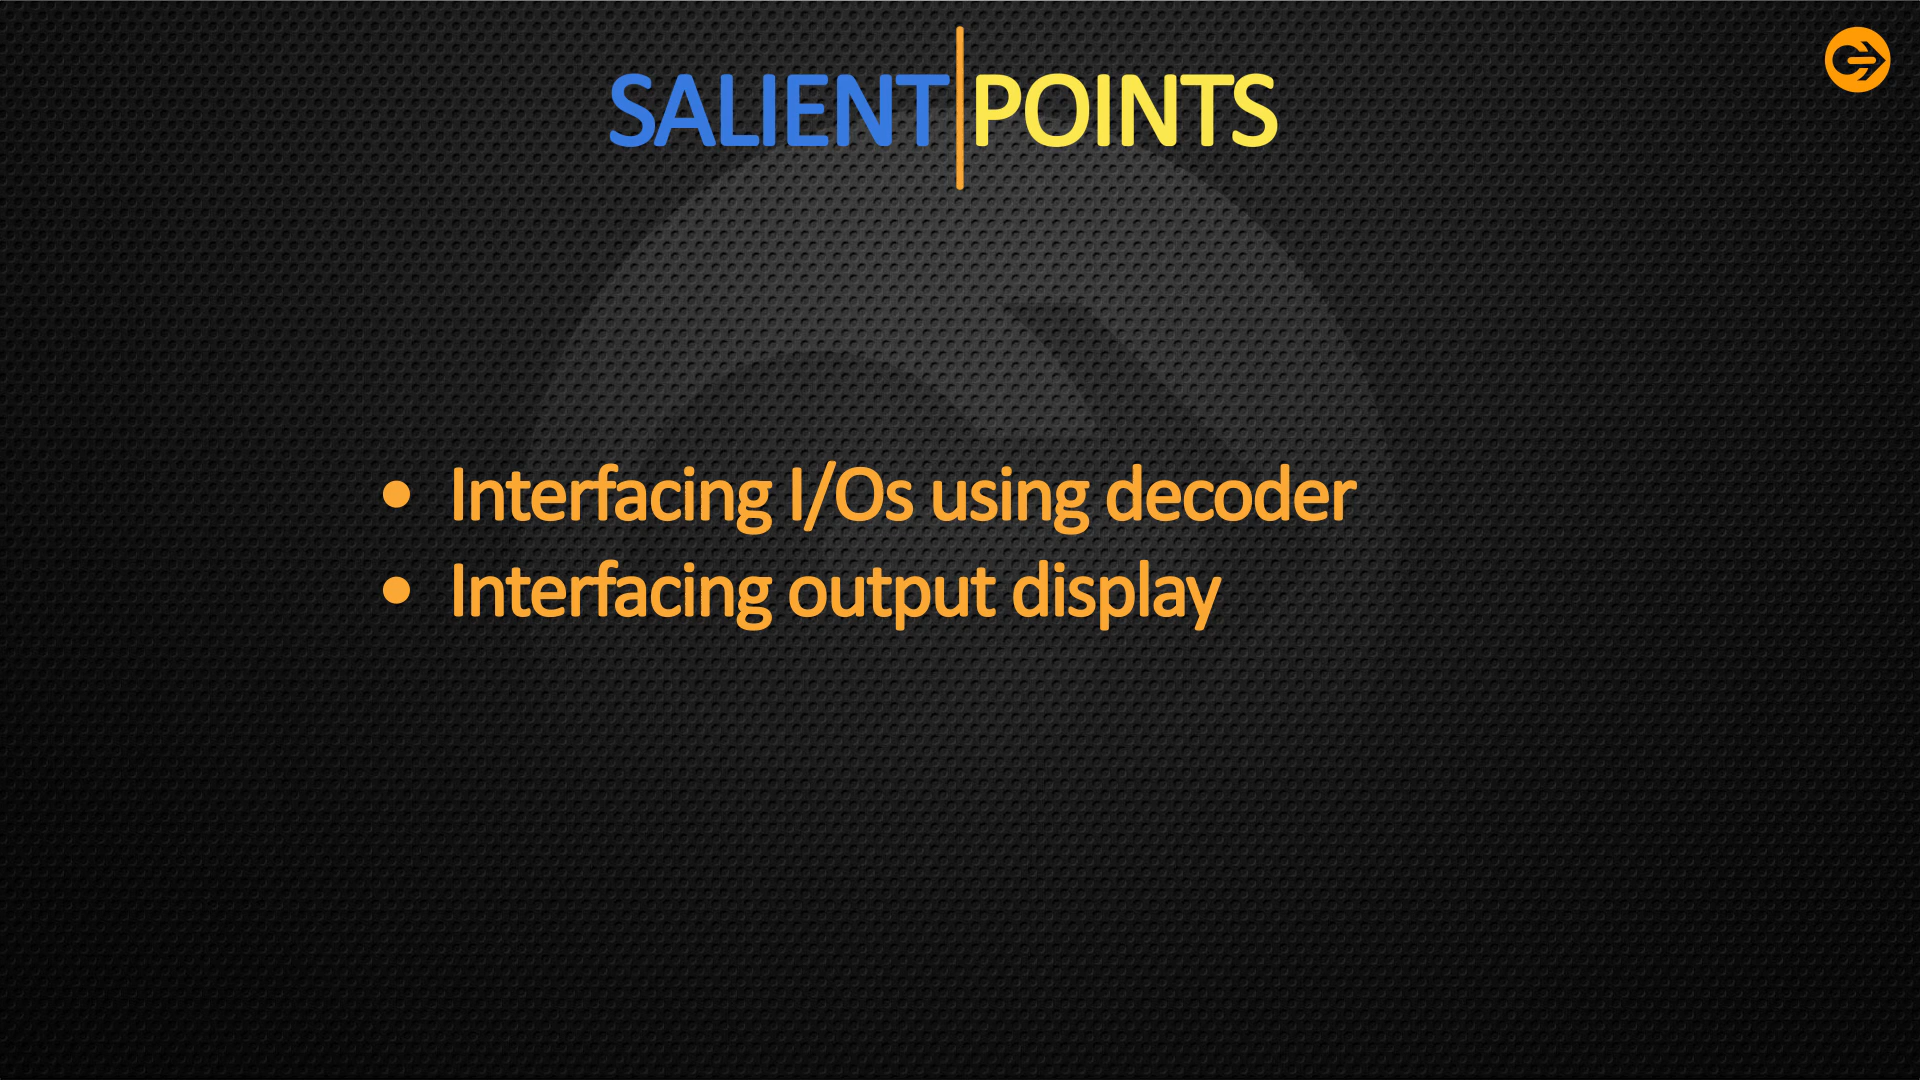 SALIENT POINTS
• Interfacing I/Os using decoder
• Interfacing output display